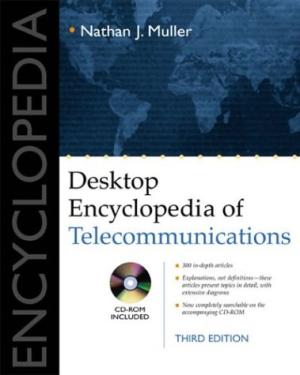 ENCYCLOPEDIA
• Nathan J. Muller
Desktop
Encyclopedia of
Telecommunications
CD-ROM
INCLUDED
■ 300 in-depth articles
■ Explanations, not definitions—these
articles present topics in detail, with
extensive diagrams
■ Now completely searchable on the
accompanying CD-ROM
THIRD EDITION